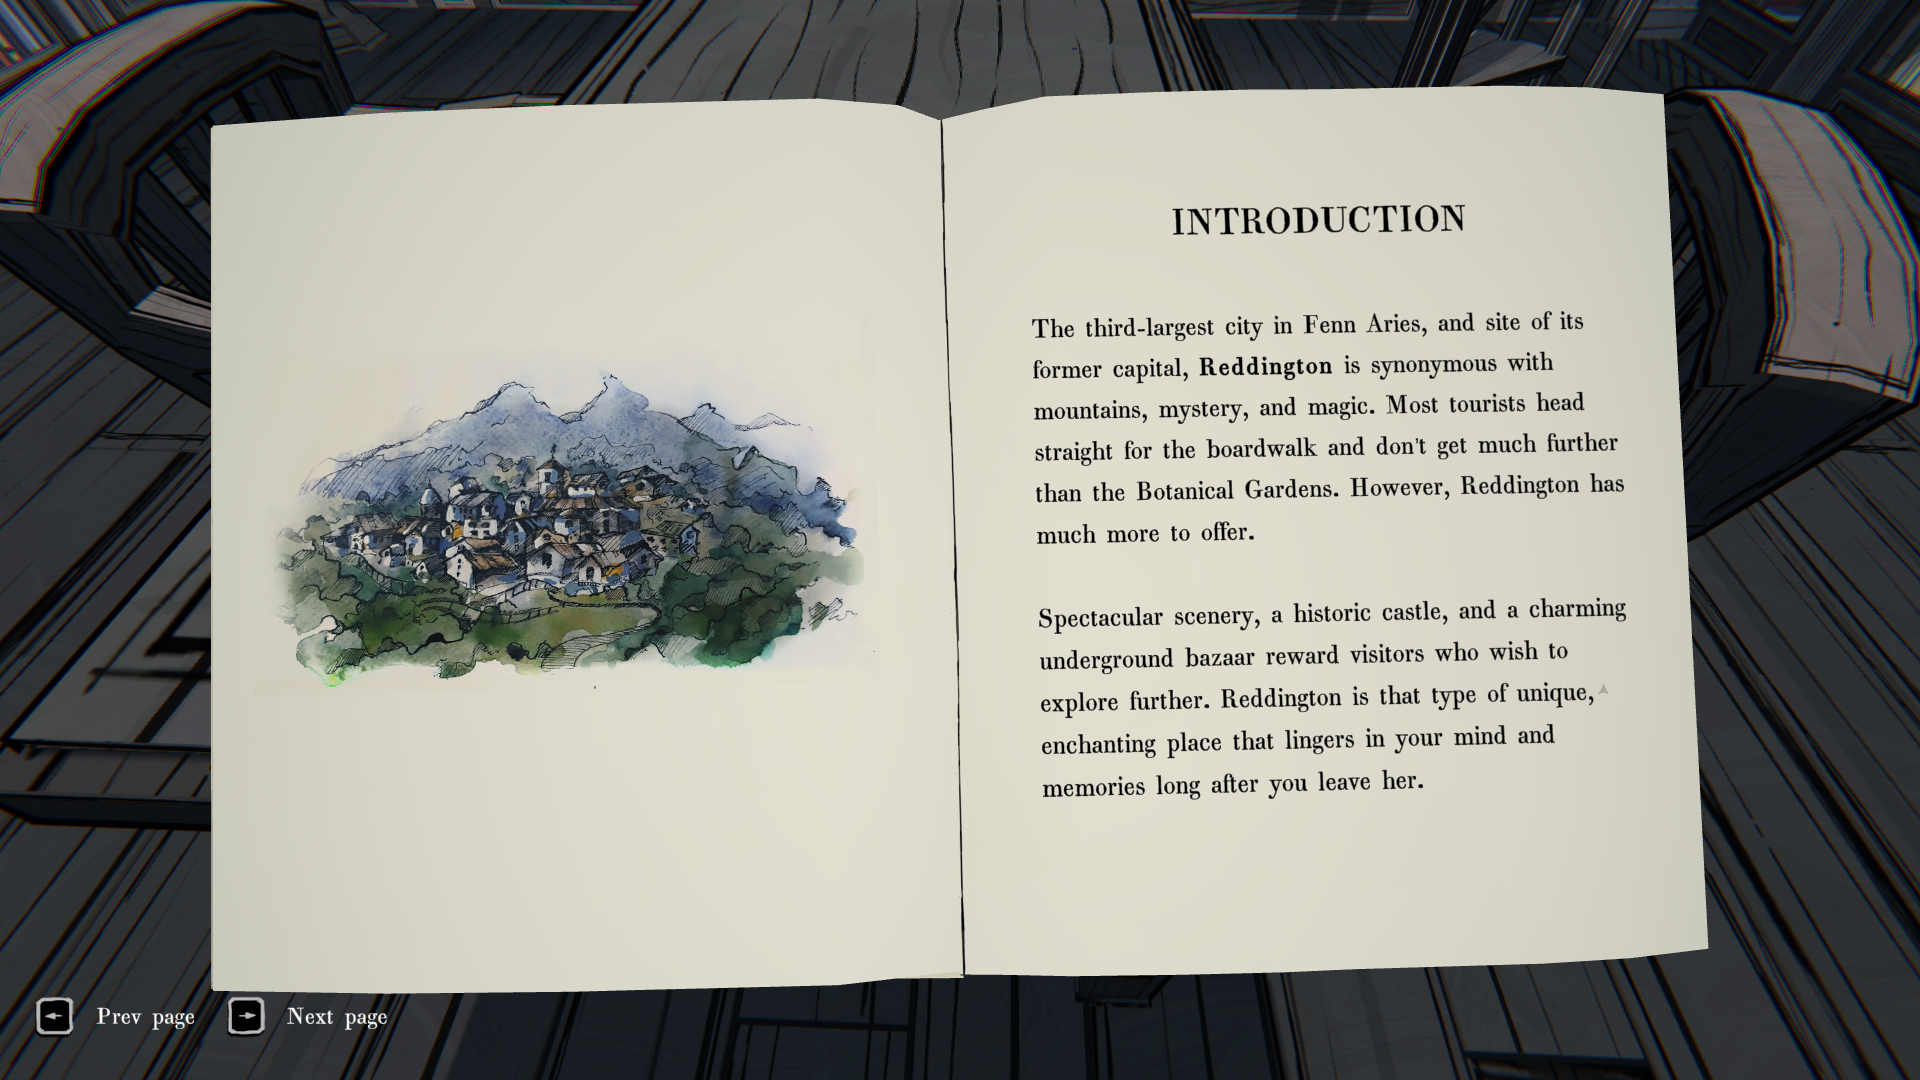 INTRODUCTION
The third-largest city in Fenn Aries, and site of its
former capital, Reddington is synonymous with
mountains, mystery, and magic. Most tourists head
straight for the boardwalk and don't get much further
than the Botanical Gardens. However, Reddington has
much more to offer.
Spectacular scenery, a historic castle, and a charming
underground bazaar reward visitors who wish to
explore further. Reddington is that type of unique,
enchanting place that lingers in your mind and
memories long after you leave her.
Prev page
Next page